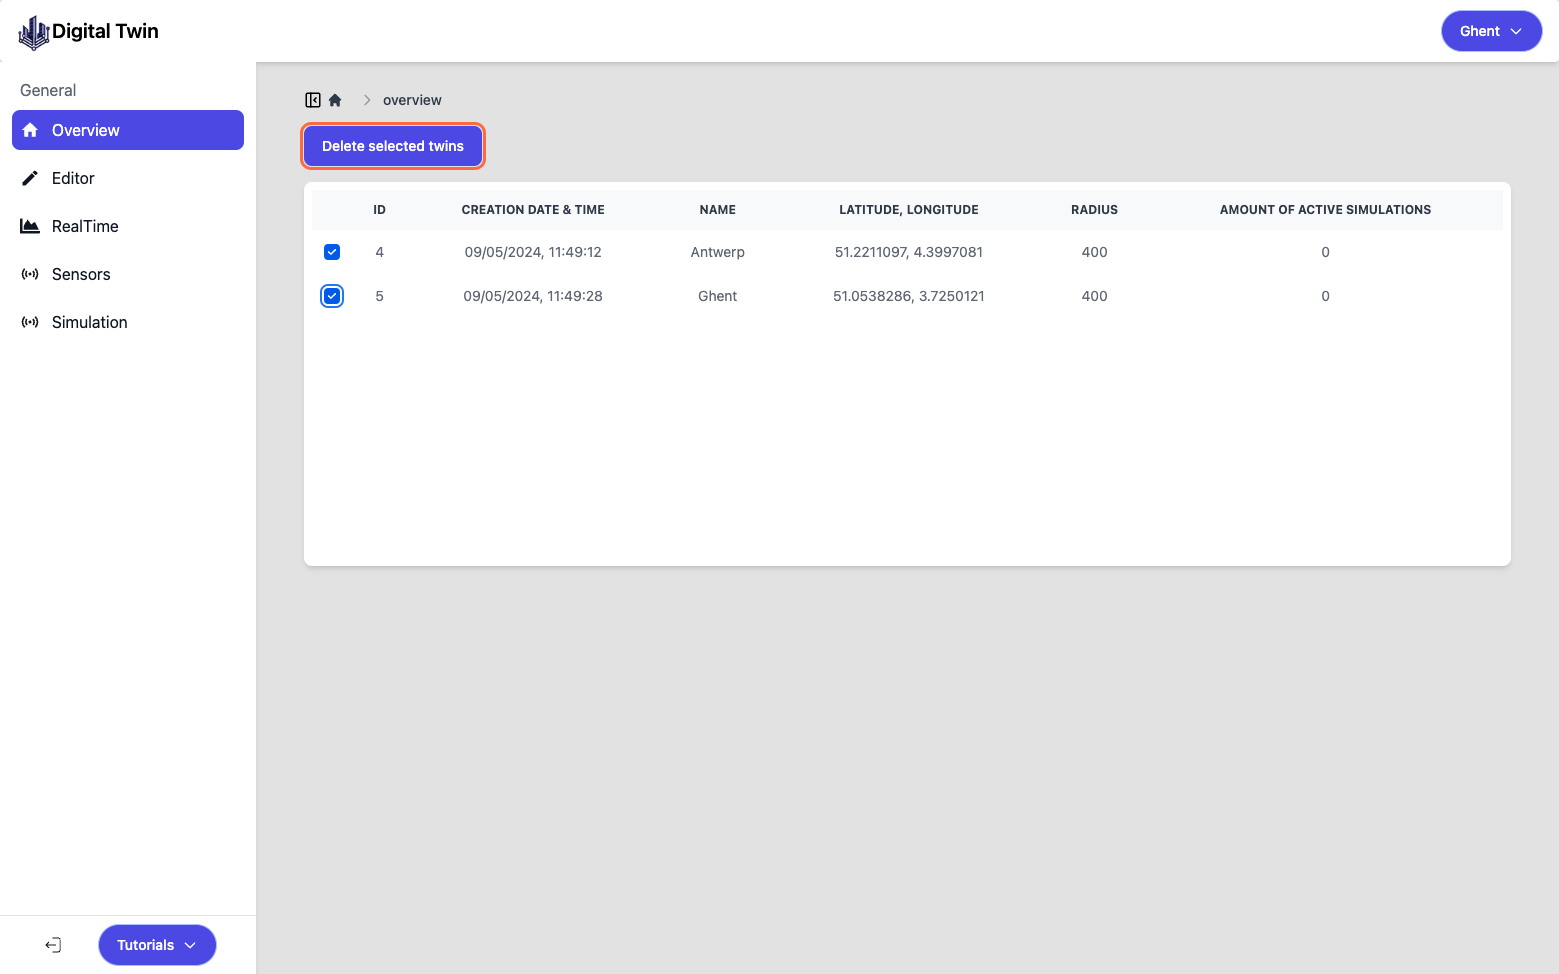 Digital Twin
Ghent
General
Overview
Editor
RealTime
Sensors
Simulation
overview
Delete selected twins
ID CREATION DATE & TIME NAME LATITUDE, LONGITUDE RADIUS AMOUNT OF ACTIVE SIMULATIONS
4 09/05/2024, 11:49:12 Antwerp 51.2211097, 4.3997081 400 0
5 09/05/2024, 11:49:28 Ghent 51.0538286, 3.7250121 400 0
Tutorials